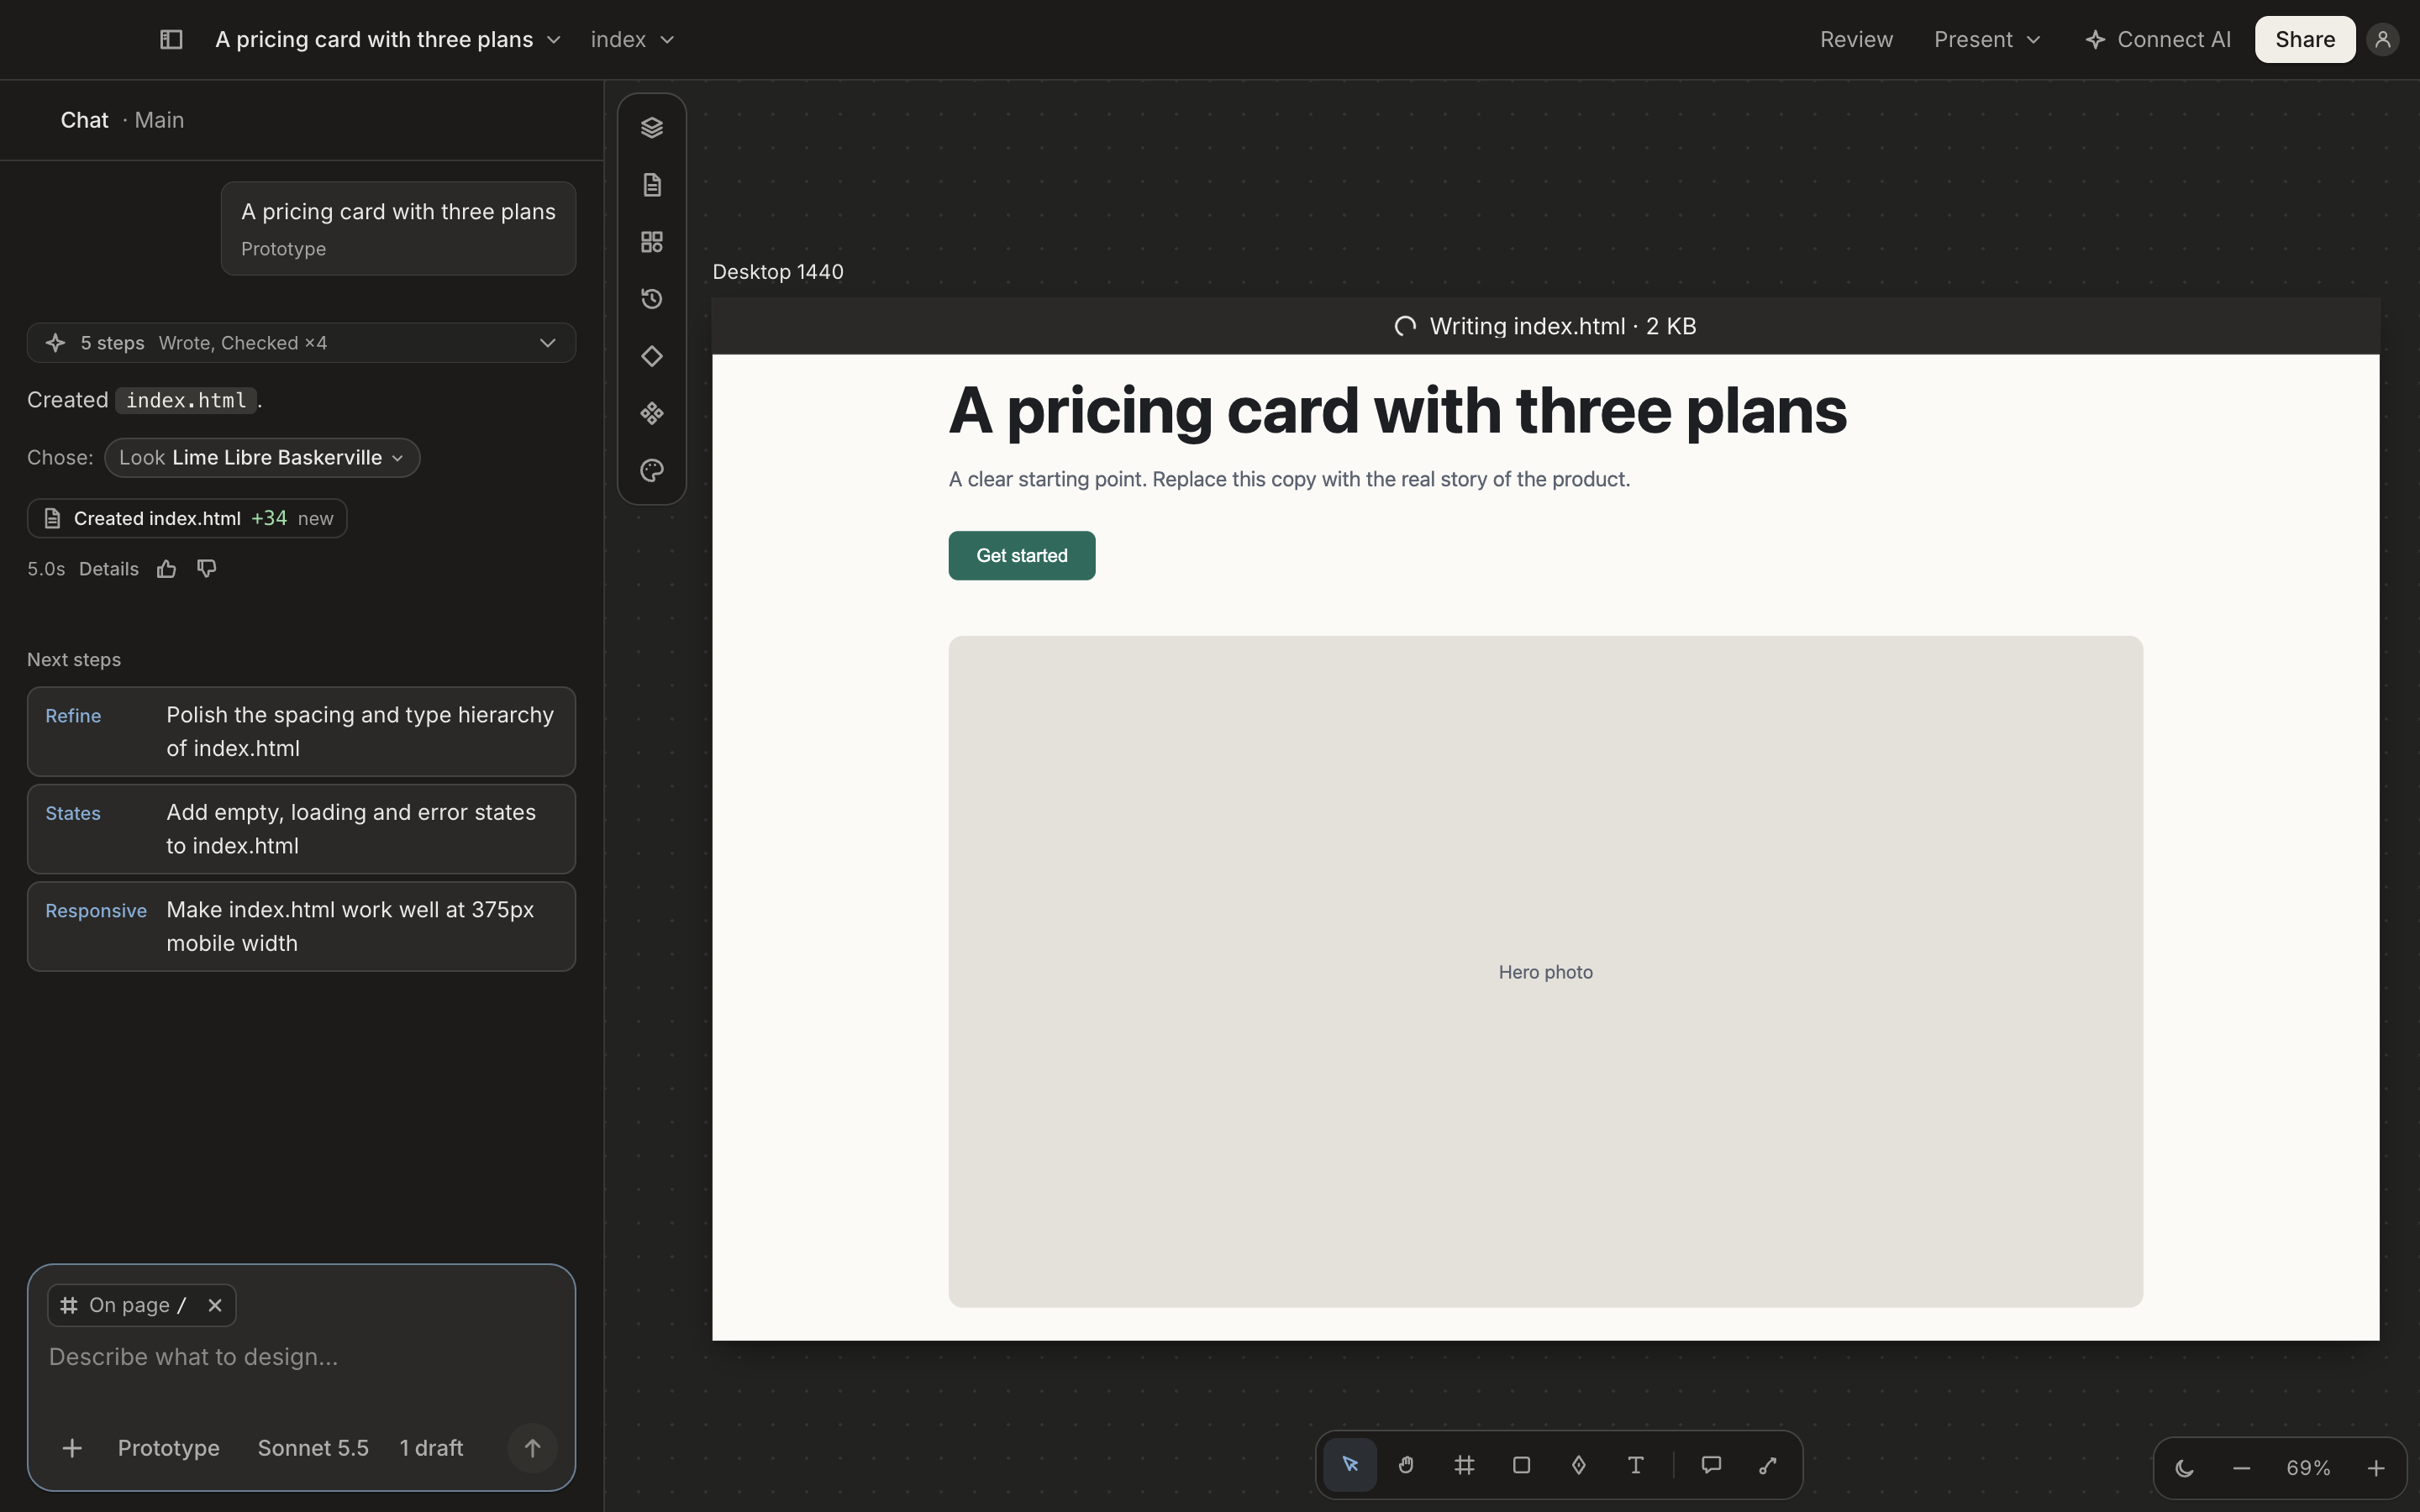 A pricing card with three plans
index
Review
Present
Connect AI
Share
Chat · Main
A pricing card with three plans
Prototype
5 steps Wrote, Checked ×4
Created index.html.
Chose: Look Lime Libre Baskerville
Created index.html +34 new
5.0s Details
Next steps
Refine Polish the spacing and type hierarchy
of index.html
States Add empty, loading and error states
to index.html
Responsive Make index.html work well at 375px
mobile width
On page /
Describe what to design...
Prototype Sonnet 5.5 1 draft
Desktop 1440
Writing index.html · 2 KB
A pricing card with three plans
A clear starting point. Replace this copy with the real story of the product.
Get started
Hero photo
69%